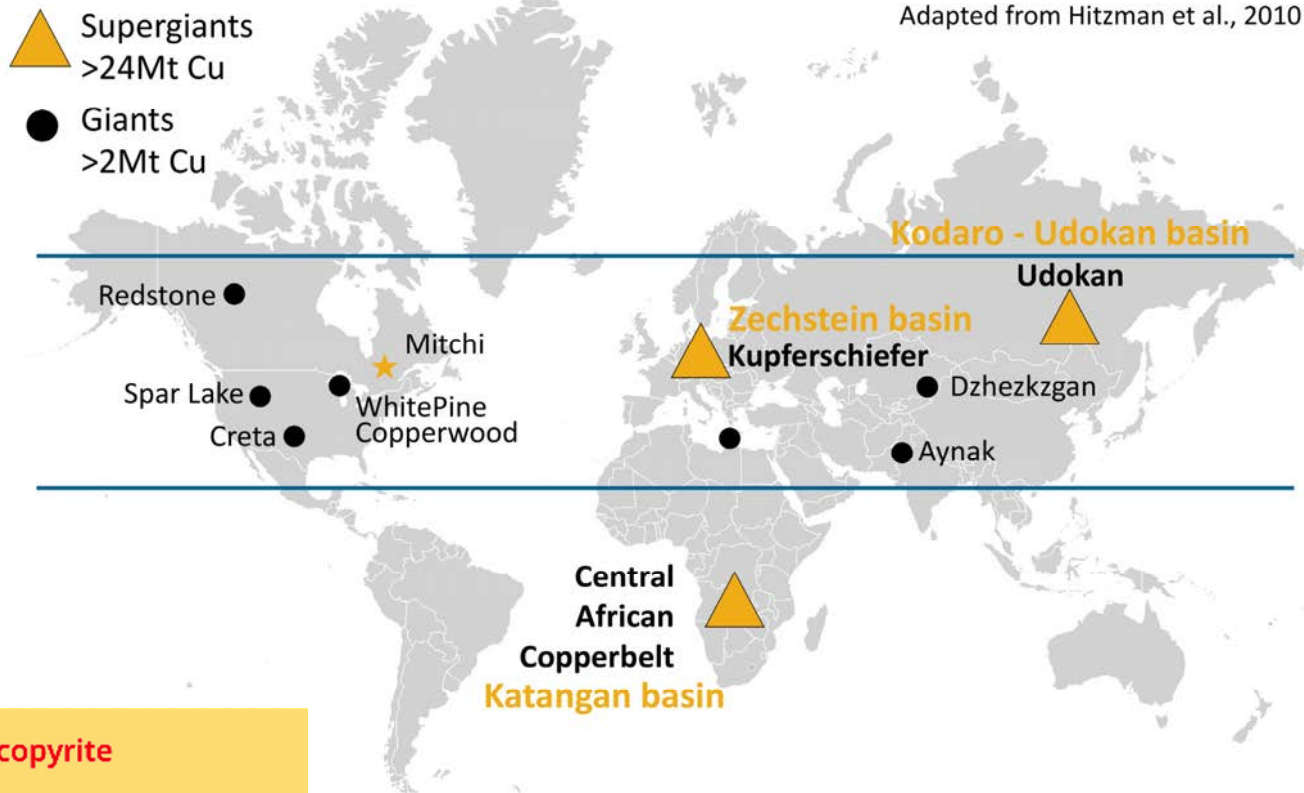 Supergiants
>24Mt Cu
Giants
>2Mt Cu
Adapted from Hitzman et al., 2010
Kodaro - Udokan basin
Udokan
Redstone
Zechstein basin
Kupferschiefer
Mitchi
Spar Lake
WhitePine
Copperwood
Dzhezkzgan
Creta
Aynak
Central
African
Copperbelt
Katangan basin
copyrite